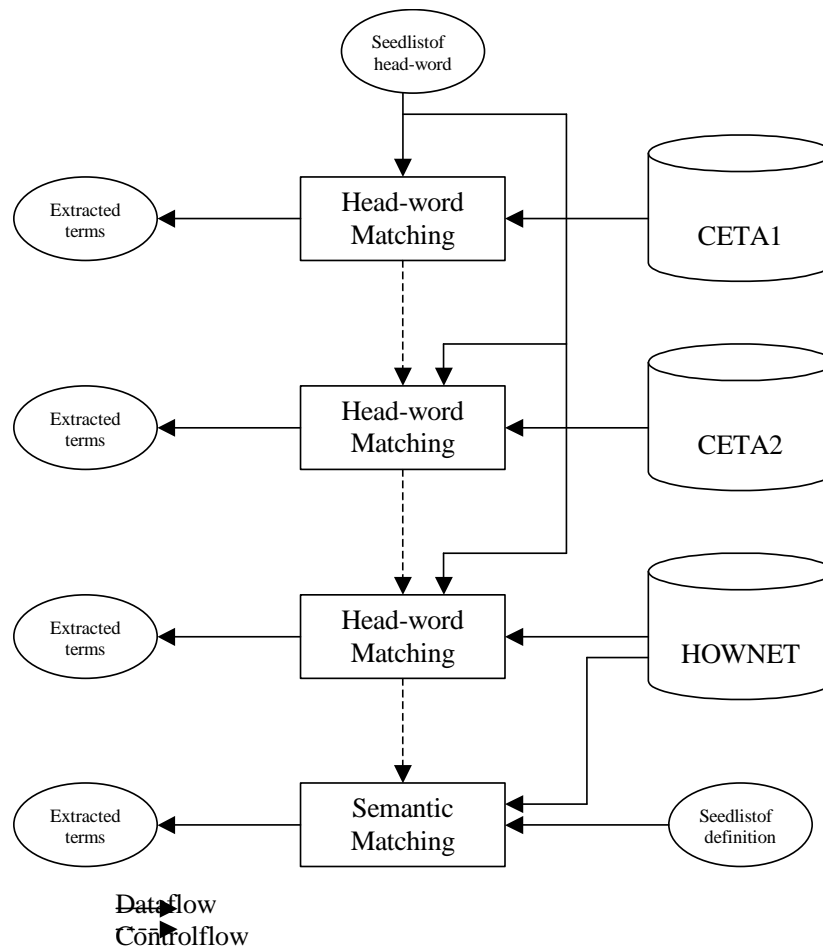 Seedlistof
head-word
Extracted
terms
Head-word
Matching
CETA1
Extracted
terms
Head-word
Matching
CETA2
Extracted
terms
Head-word
Matching
HOWNET
Extracted
terms
Semantic
Matching
Seedlistof
definition
Dataflow
Controlflow